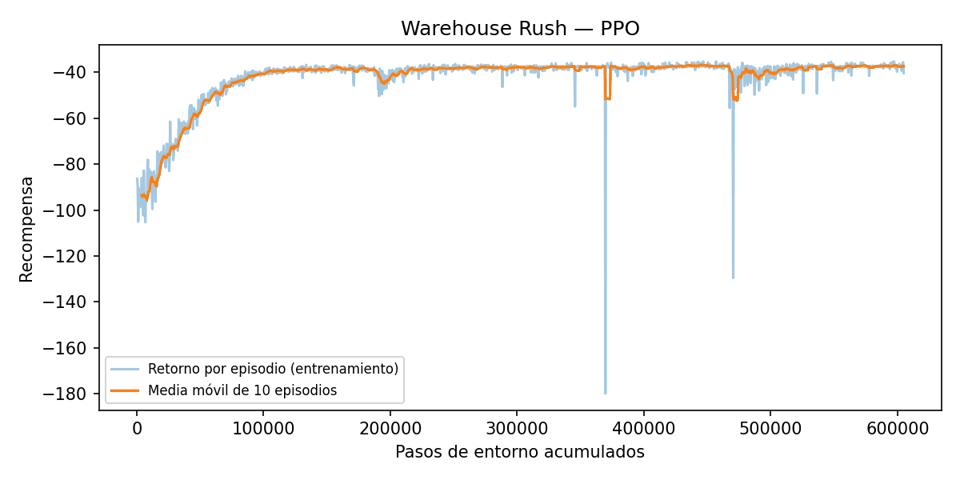 Warehouse Rush — PPO
Recompensa
−40
−60
−80
−100
−120
−140
−160
−180
Retorno por episodio (entrenamiento)
Media móvil de 10 episodios
0 100000 200000 300000 400000 500000 600000
Pasos de entorno acumulados